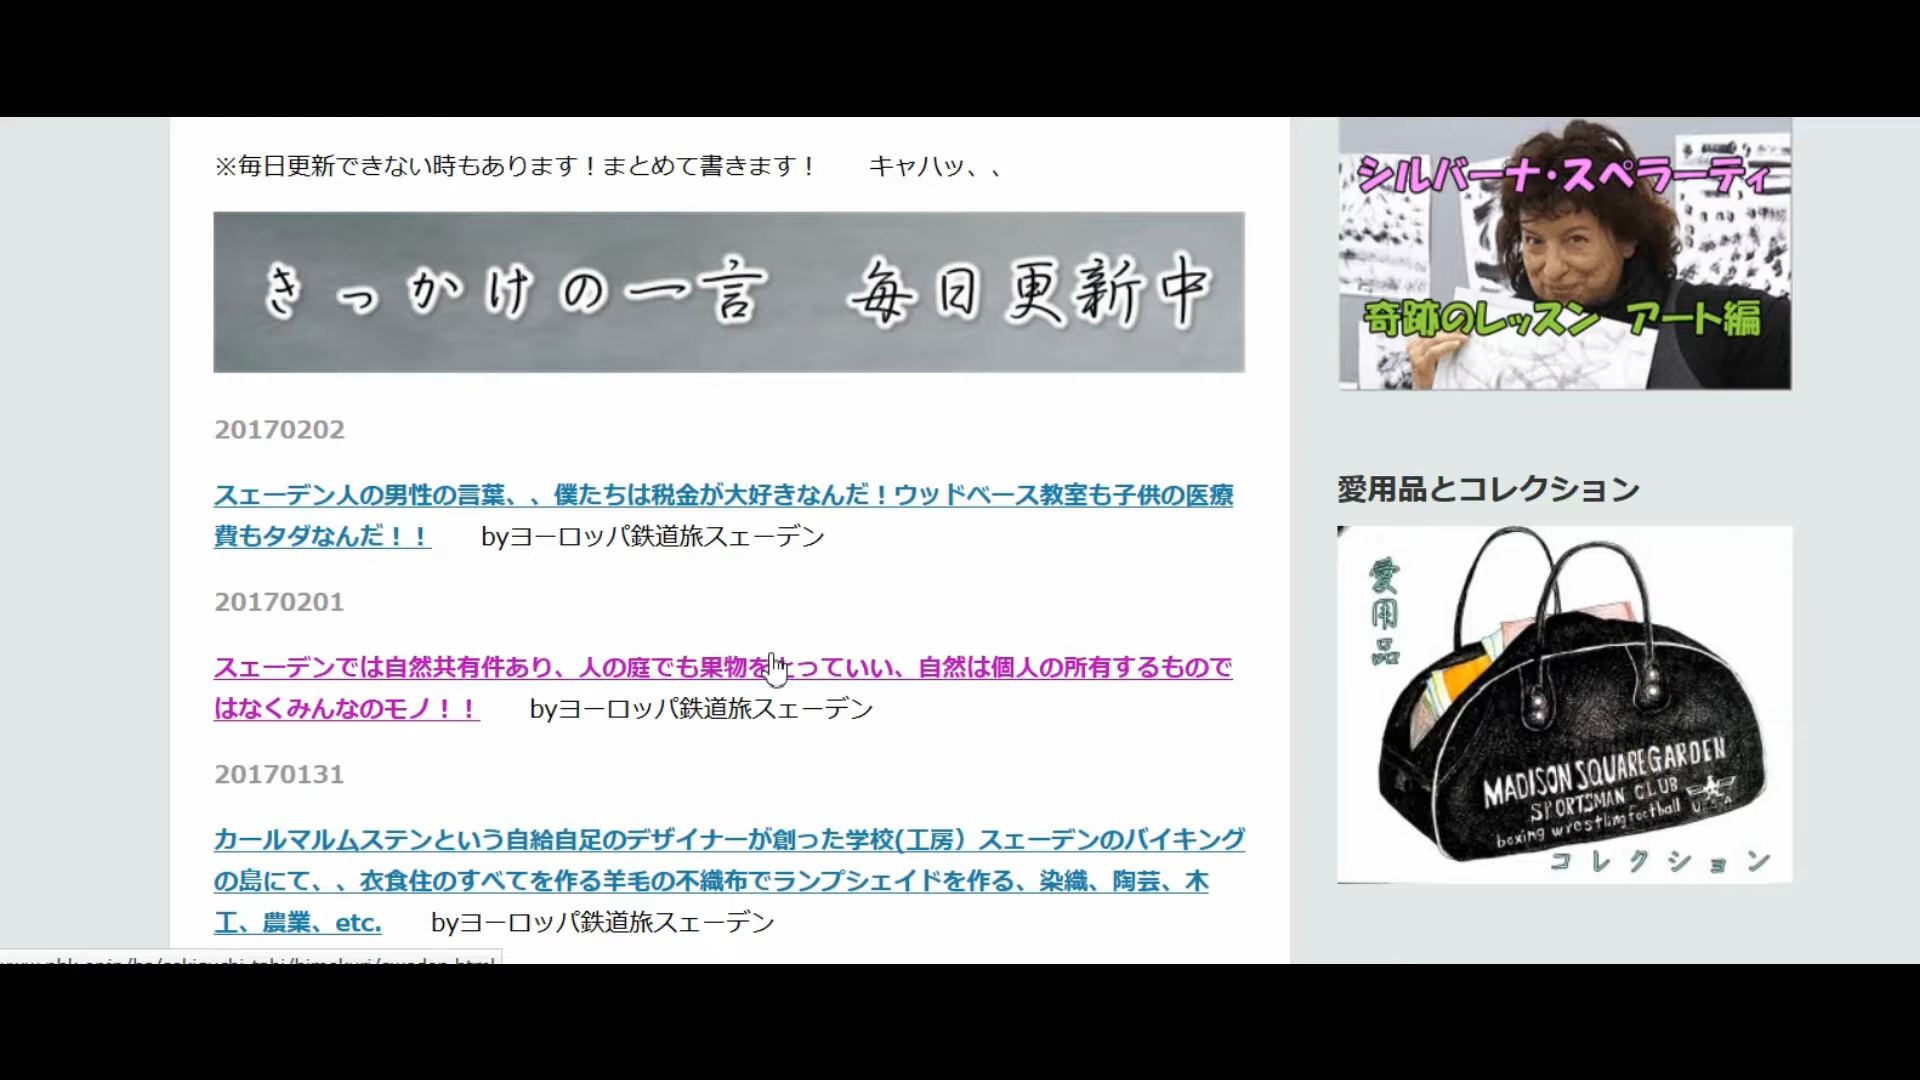 ※毎日更新できない時もあります！まとめて書きます！　　キャハッ、、
きっかけの一言　毎日更新中
20170202
スェーデン人の男性の言葉、、僕たちは税金が大好きなんだ！ウッドベース教室も子供の医療
費もタダなんだ！！　　byヨーロッパ鉄道旅スェーデン
20170201
スェーデンでは自然共有件あり、人の庭でも果物をとっていい、自然は個人の所有するもので
はなくみんなのモノ！！　　byヨーロッパ鉄道旅スェーデン
20170131
カールマルムステンという自給自足のデザイナーが創った学校(工房）スェーデンのバイキング
の島にて、、衣食住のすべてを作る羊毛の不織布でランプシェイドを作る、染織、陶芸、木
工、農業、etc.　　byヨーロッパ鉄道旅スェーデン
シルバーナ・スペラーティ
奇跡のレッスン　アート編
愛用品とコレクション
愛用品
MADISON SQUARE GARDEN
SPORTSMAN CLUB
boxing wrestling football U.S.A
コレクション